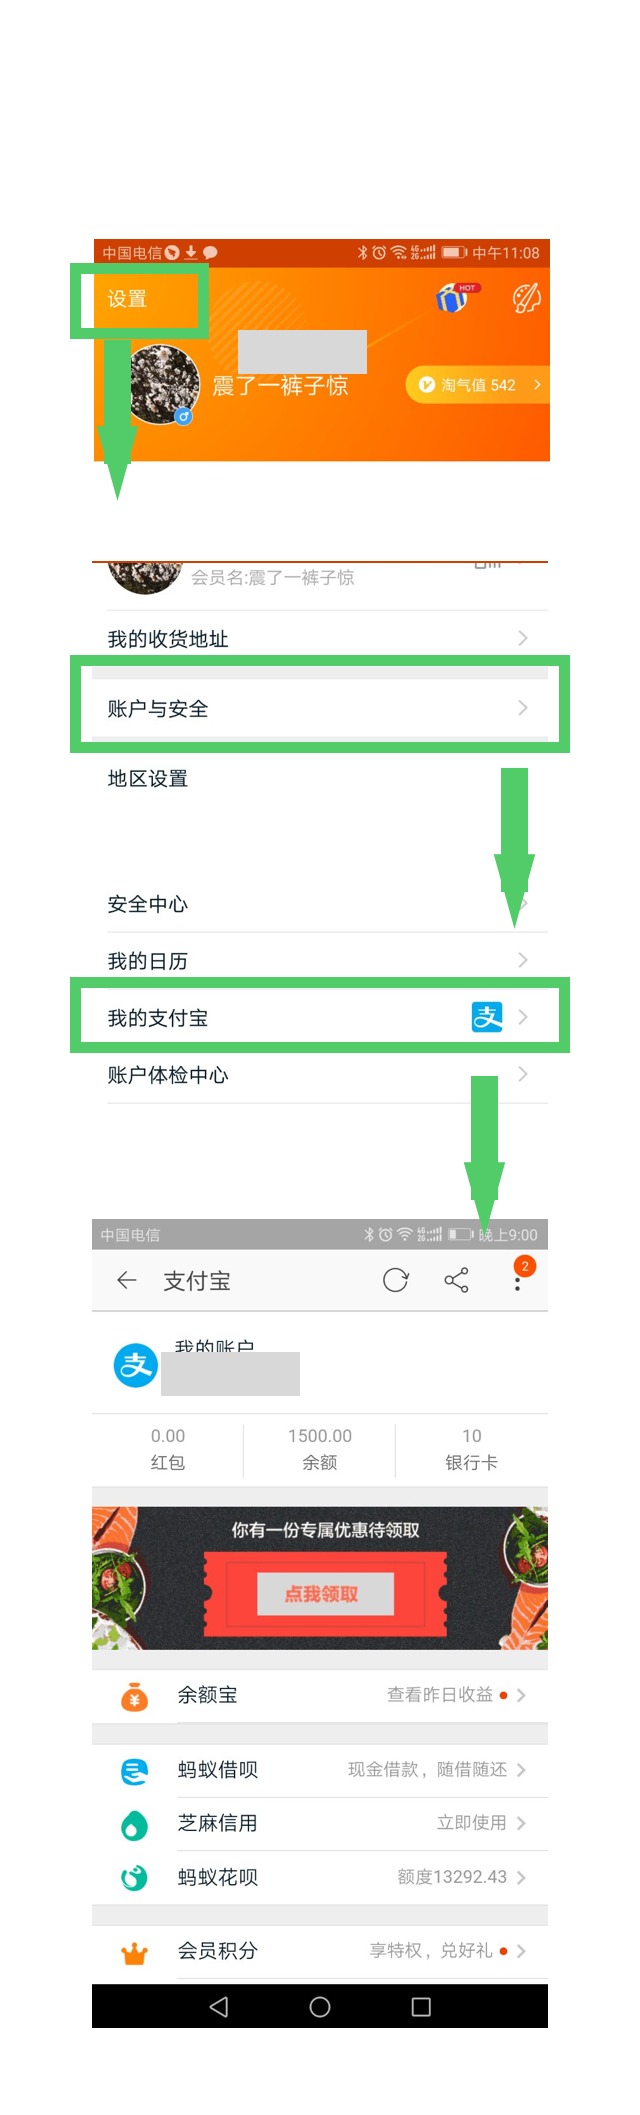 中国电信 中午11:08
设置 HOT
震了一裤子惊 淘气值 542
会员名:震了一裤子惊
我的收货地址
账户与安全
地区设置
安全中心
我的日历
我的支付宝 支
账户体检中心
中国电信 晚上9:00
支付宝 2
支 我的账户
0.00 1500.00 10
红包 余额 银行卡
你有一份专属优惠待领取
点我领取
余额宝 查看昨日收益
蚂蚁借呗 现金借款，随借随还
芝麻信用 立即使用
蚂蚁花呗 额度13292.43
会员积分 享特权，兑好礼